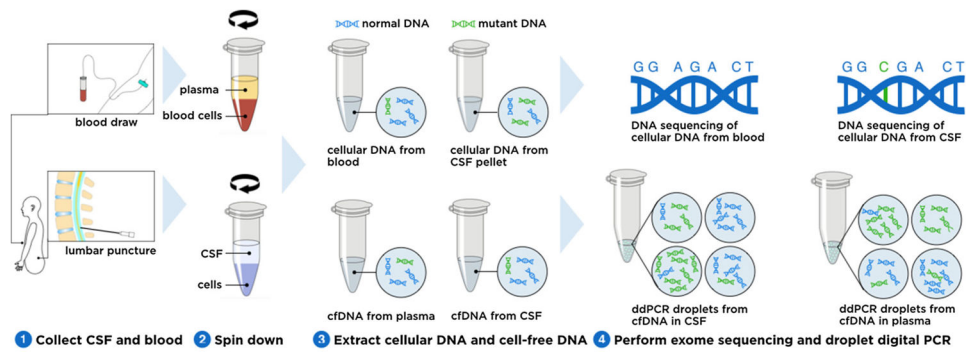 normal DNA
mutant DNA
plasma
blood cells
blood draw
cellular DNA from
blood
cellular DNA from
CSF pellet
GG AGA CT
DNA sequencing of
cellular DNA from blood
GG CGA CT
DNA sequencing of
cellular DNA from CSF
lumbar puncture
CSF
cells
cfDNA from plasma
cfDNA from CSF
ddPCR droplets from
cfDNA in CSF
ddPCR droplets from
cfDNA in plasma
1 Collect CSF and blood
2 Spin down
3 Extract cellular DNA and cell-free DNA
4 Perform exome sequencing and droplet digital PCR